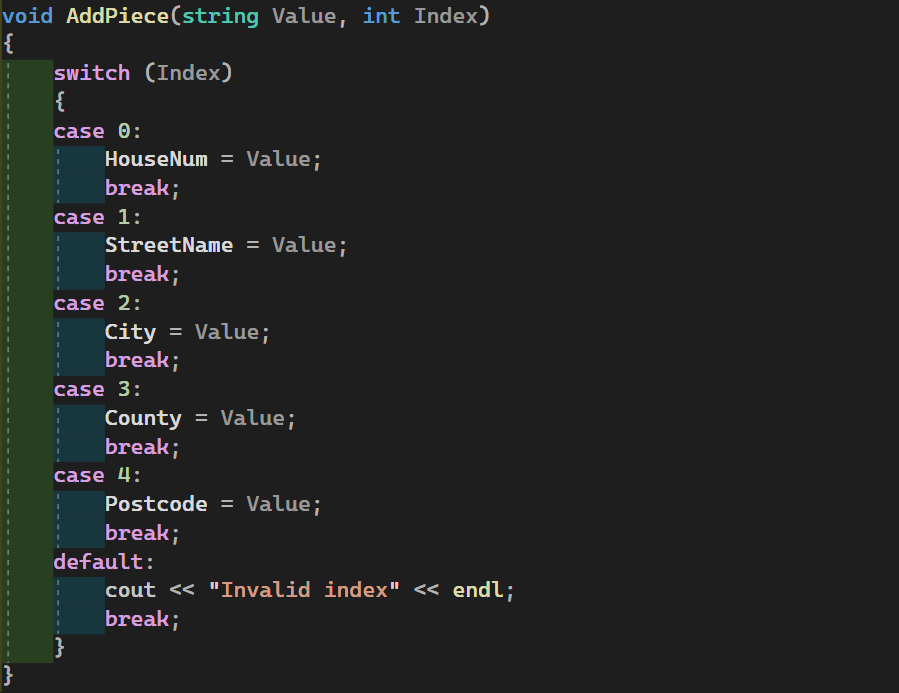 void AddPiece(string Value, int Index)
{
    switch (Index)
    {
    case 0:
        HouseNum = Value;
        break;
    case 1:
        StreetName = Value;
        break;
    case 2:
        City = Value;
        break;
    case 3:
        County = Value;
        break;
    case 4:
        Postcode = Value;
        break;
    default:
        cout << "Invalid index" << endl;
        break;
    }
}